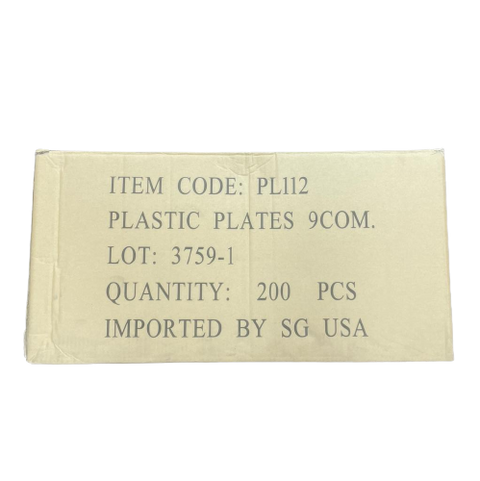 ITEM CODE: PL112
PLASTIC PLATES 9COM.
LOT: 3759-1
QUANTITY: 200 PCS
IMPORTED BY SG USA